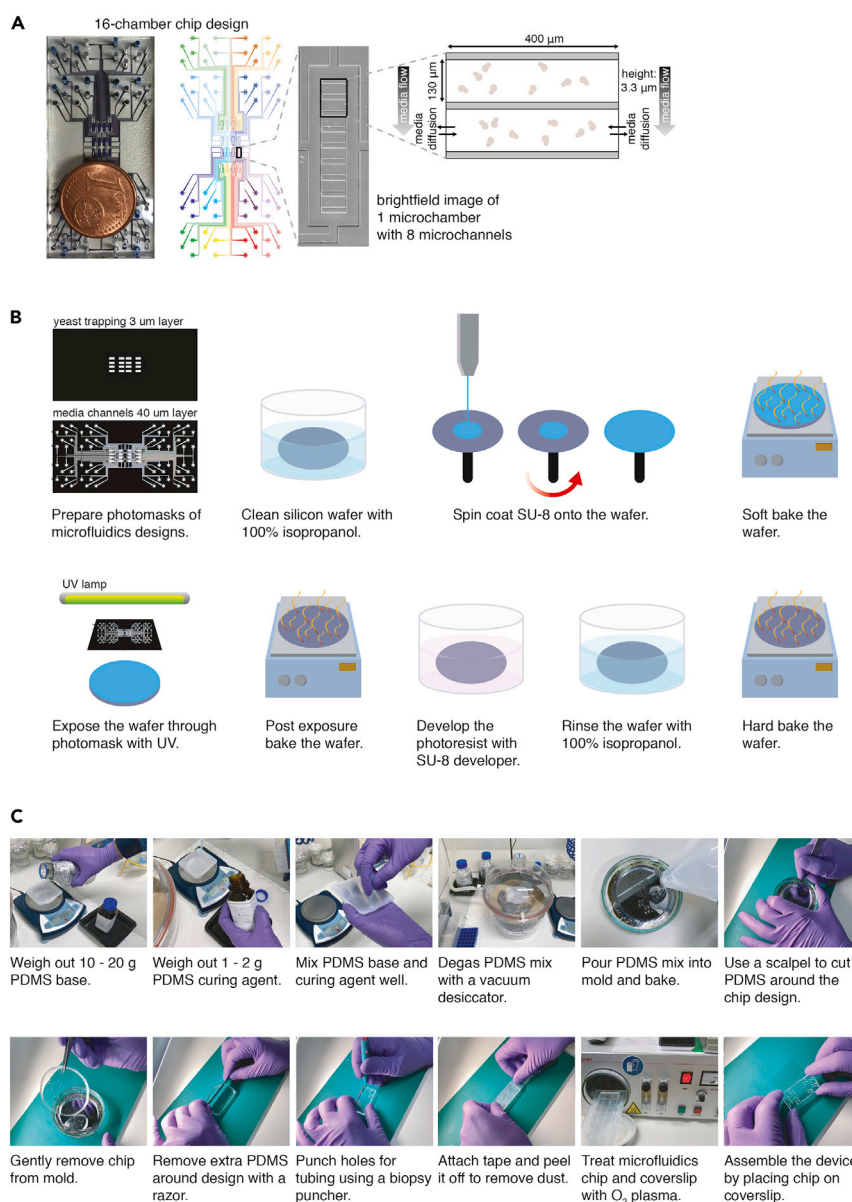 A
16-chamber chip design
400 µm
130 µm
height:
3.3 µm
media flow
media flow
media
diffusion
media
diffusion
brightfield image of
1 microchamber
with 8 microchannels
B
yeast trapping 3 um layer
media channels 40 um layer
Prepare photomasks of
microfluidics designs.
Clean silicon wafer with
100% isopropanol.
Spin coat SU-8 onto the wafer.
Soft bake the
wafer.
UV lamp
Expose the wafer through
photomask with UV.
Post exposure
bake the wafer.
Develop the
photoresist with
SU-8 developer.
Rinse the wafer with
100% isopropanol.
Hard bake the
wafer.
C
Weigh out 10 - 20 g
PDMS base.
Weigh out 1 - 2 g
PDMS curing agent.
Mix PDMS base and
curing agent well.
Degas PDMS mix
with a vacuum
desiccator.
Pour PDMS mix into
mold and bake.
Use a scalpel to cut
PDMS around the
chip design.
Gently remove chip
from mold.
Remove extra PDMS
around design with a
razor.
Punch holes for
tubing using a biopsy
puncher.
Attach tape and peel
it off to remove dust.
Treat microfluidics
chip and coverslip
with O₂ plasma.
Assemble the device
by placing chip on
coverslip.